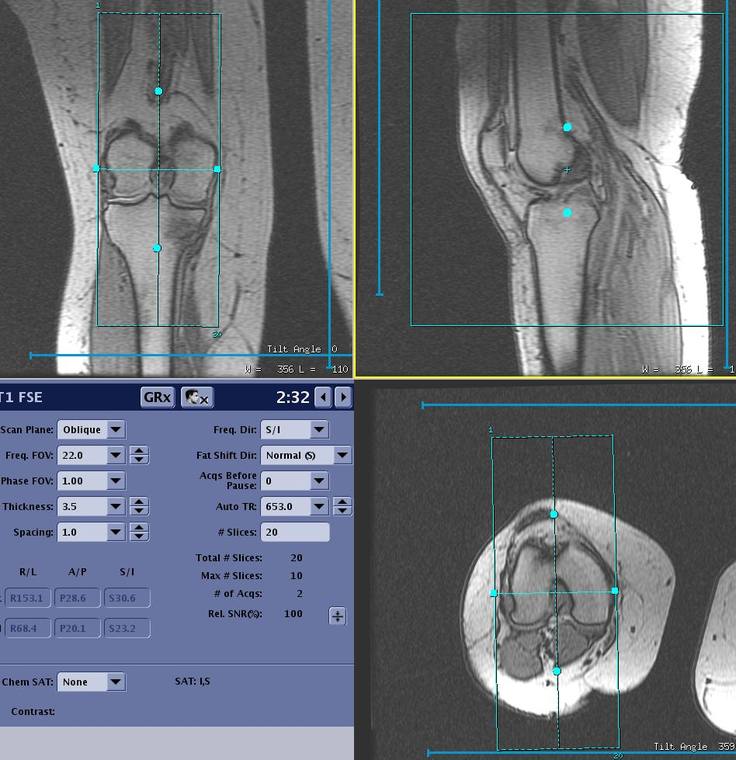 1
20
Tilt Angle 0
W = 356 L = 110
W = 356 L = 1
T1 FSE
GRx
x
2:32
Scan Plane: Oblique
Freq. Dir: S/I
Freq. FOV: 22.0
Fat Shift Dir: Normal (S)
Phase FOV: 1.00
Acqs Before
Pause: 0
Thickness: 3.5
Auto TR: 653.0
Spacing: 1.0
# Slices: 20
Total # Slices: 20
Max # Slices: 10
# of Acqs: 2
Rel. SNR(%): 100
R/L A/P S/I
R153.1 P28.6 S30.6
R68.4 P20.1 S23.2
Chem SAT: None
SAT: I,S
Contrast:
1
20
Tilt Angle 359